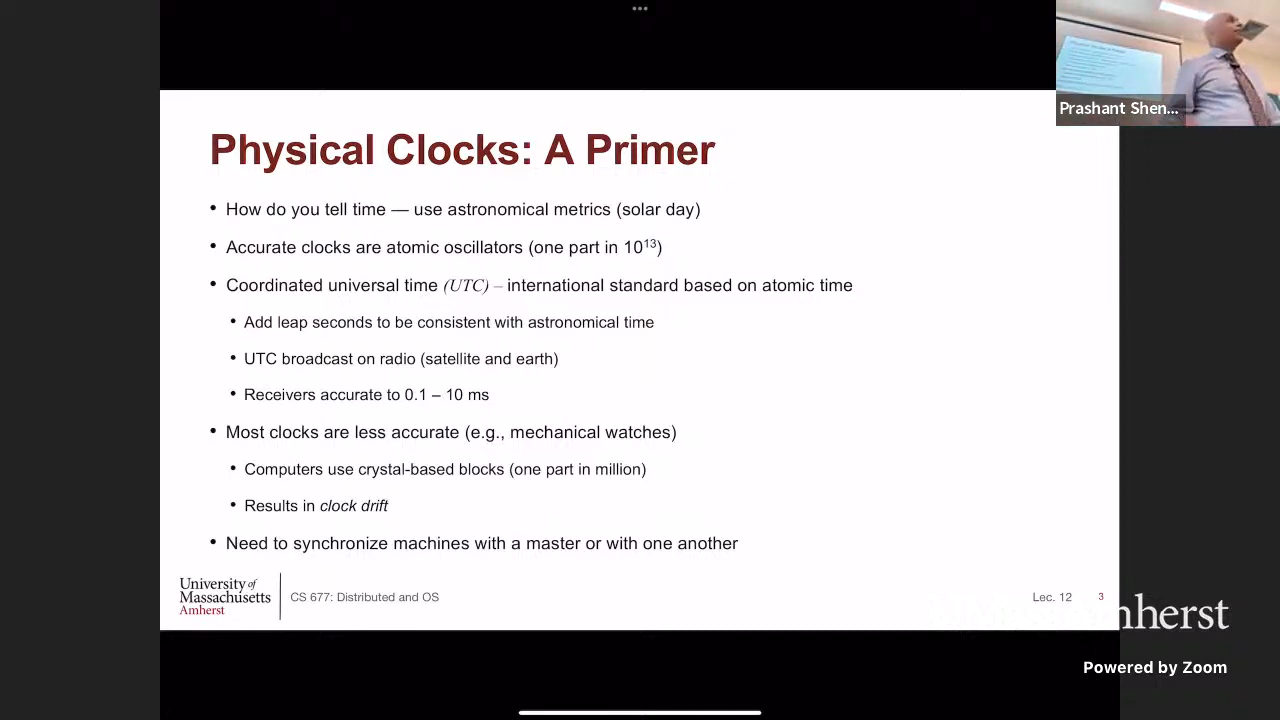 Prashant Shen...
Physical Clocks: A Primer
• How do you tell time — use astronomical metrics (solar day)
• Accurate clocks are atomic oscillators (one part in 10¹³)
• Coordinated universal time (UTC) – international standard based on atomic time
• Add leap seconds to be consistent with astronomical time
• UTC broadcast on radio (satellite and earth)
• Receivers accurate to 0.1 – 10 ms
• Most clocks are less accurate (e.g., mechanical watches)
• Computers use crystal-based blocks (one part in million)
• Results in clock drift
• Need to synchronize machines with a master or with one another
University of
Massachusetts
Amherst
CS 677: Distributed and OS
Lec. 12 3
Powered by Zoom